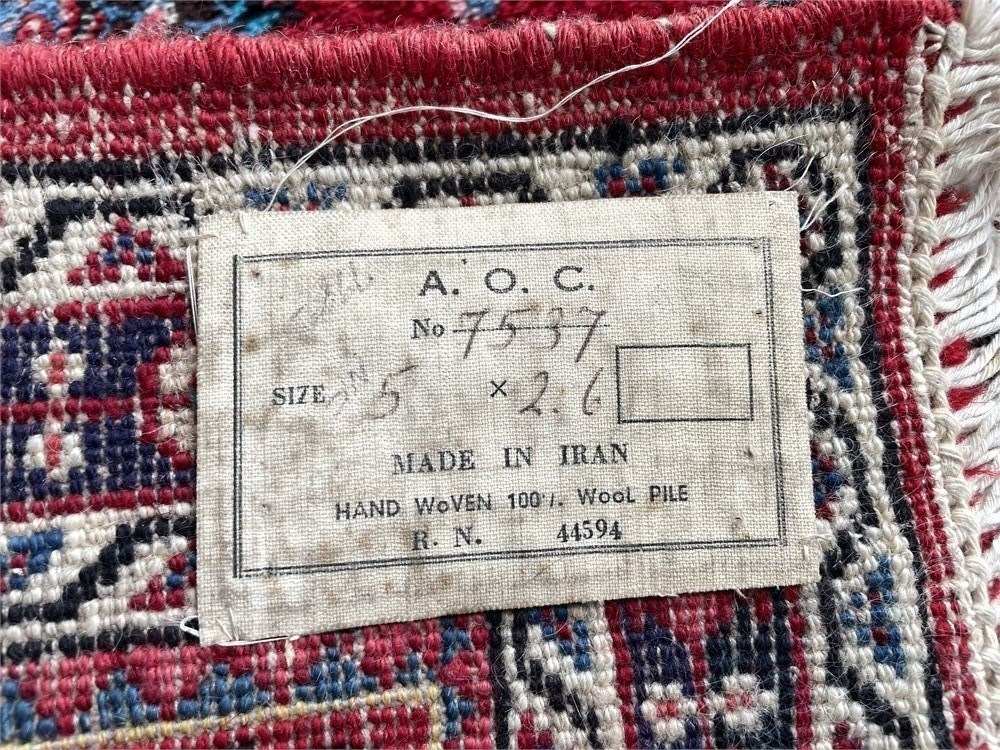 A. O. C.
No 7537
SIZE 5 × 2.6
MADE IN IRAN
HAND WoVEN 100 /. WooL PILE
R. N. 44594